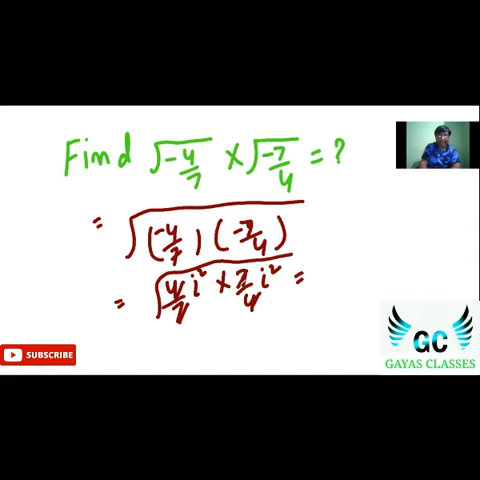 Find √-4/7 × √-7/4 = ?
= √(-4/7) (-7/4)
= √4/7 i² × 7/4 i² =
SUBSCRIBE
GC
GAYAS CLASSES